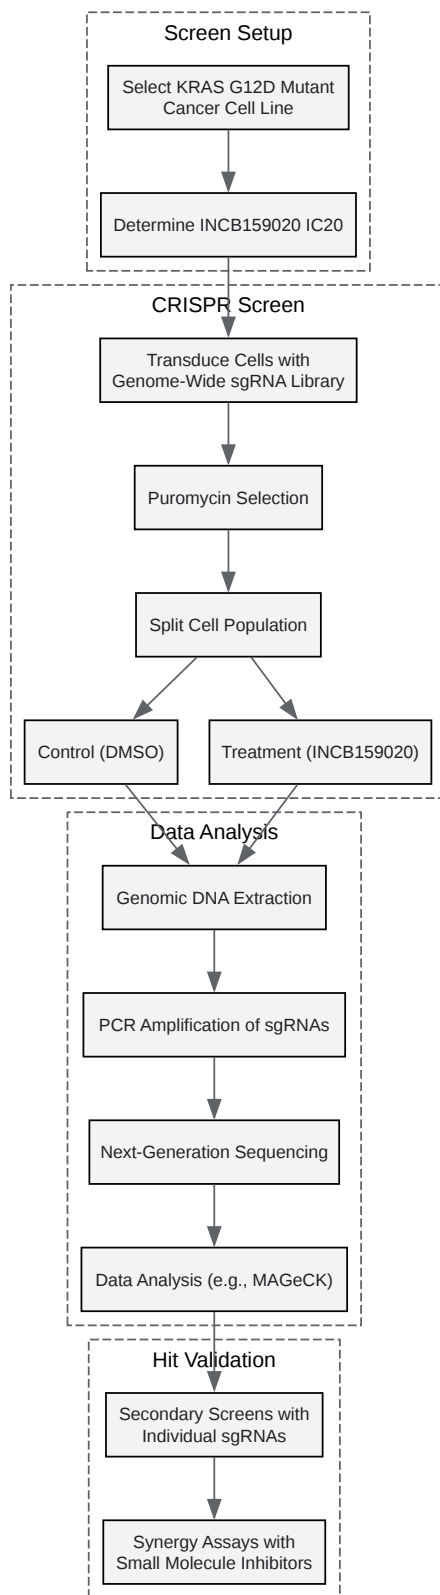 Screen Setup
Select KRAS G12D Mutant
Cancer Cell Line
Determine INCB159020 IC20
CRISPR Screen
Transduce Cells with
Genome-Wide sgRNA Library
Puromycin Selection
Split Cell Population
Control (DMSO)
Treatment (INCB159020)
Data Analysis
Genomic DNA Extraction
PCR Amplification of sgRNAs
Next-Generation Sequencing
Data Analysis (e.g., MAGeCK)
Hit Validation
Secondary Screens with
Individual sgRNAs
Synergy Assays with
Small Molecule Inhibitors